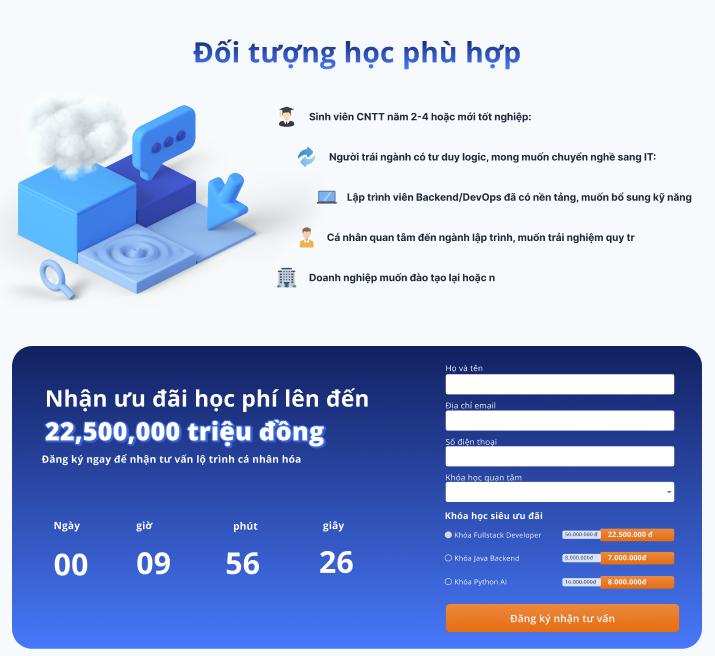 Đối tượng học phù hợp
Sinh viên CNTT năm 2-4 hoặc mới tốt nghiệp:
Người trái ngành có tư duy logic, mong muốn chuyển nghề sang IT:
Lập trình viên Backend/DevOps đã có nền tảng, muốn bổ sung kỹ năng
Cá nhân quan tâm đến ngành lập trình, muốn trải nghiệm quy tr
Doanh nghiệp muốn đào tạo lại hoặc n
Nhận ưu đãi học phí lên đến
22,500,000 triệu đồng
Đăng ký ngay để nhận tư vấn lộ trình cá nhân hóa
Ngày giờ phút giây
00 09 56 26
Họ và tên
Địa chỉ email
Số điện thoại
Khóa học quan tâm
Khóa học siêu ưu đãi
Khóa Fullstack Developer 50.000.000 đ 22.500.000 đ
Khóa Java Backend 8.000.000đ 7.000.000đ
Khóa Python AI 10.000.000đ 8.000.000đ
Đăng ký nhận tư vấn